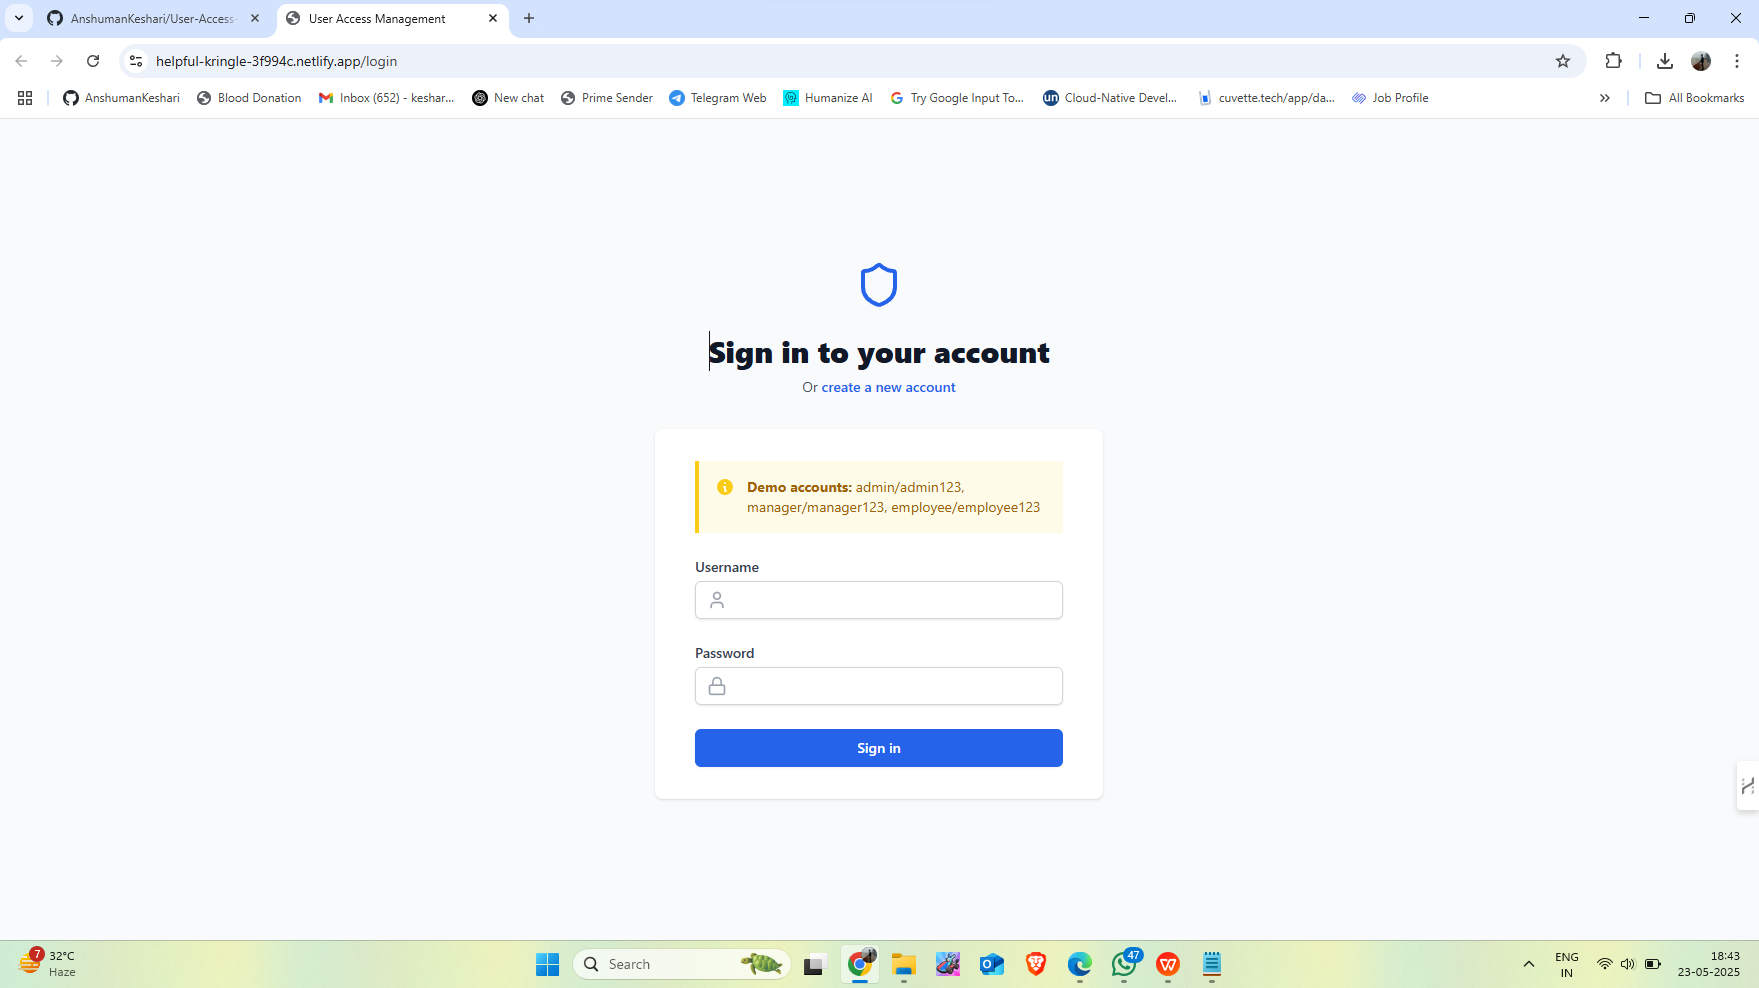 AnshumanKeshari/User-Access-
User Access Management
helpful-kringle-3f994c.netlify.app/login
AnshumanKeshari
Blood Donation
Inbox (652) - keshar...
New chat
Prime Sender
Telegram Web
Humanize AI
Try Google Input To...
un
Cloud-Native Devel...
cuvette.tech/app/da...
Job Profile
All Bookmarks
Sign in to your account
Or create a new account
Demo accounts: admin/admin123,
manager/manager123, employee/employee123
Username
Password
Sign in
7
32°C
Haze
Search
47
ENG
IN
18:43
23-05-2025